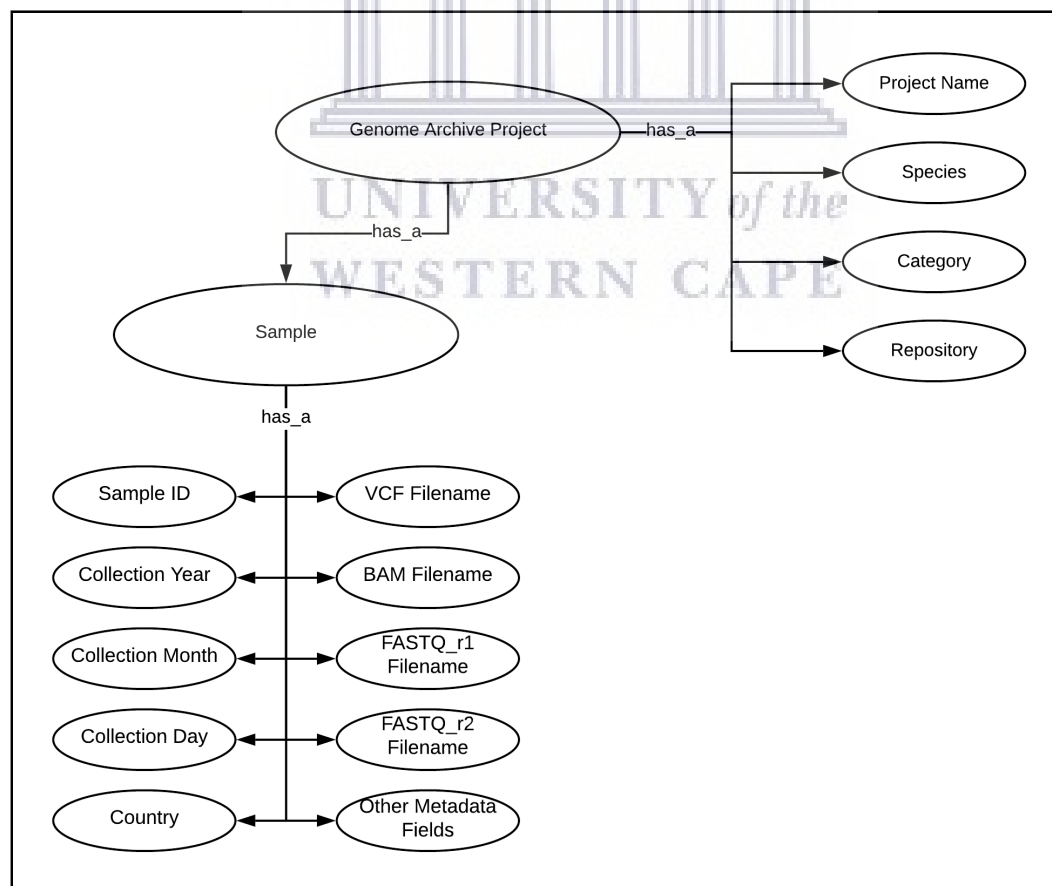 Project Name
Genome Archive Project
has_a
Species
UNIVERSITY of the
has_a
WESTERN CAPE
Category
Sample
Repository
has_a
Sample ID
VCF Filename
Collection Year
BAM Filename
Collection Month
FASTQ_r1
Filename
Collection Day
FASTQ_r2
Filename
Country
Other Metadada
Fields